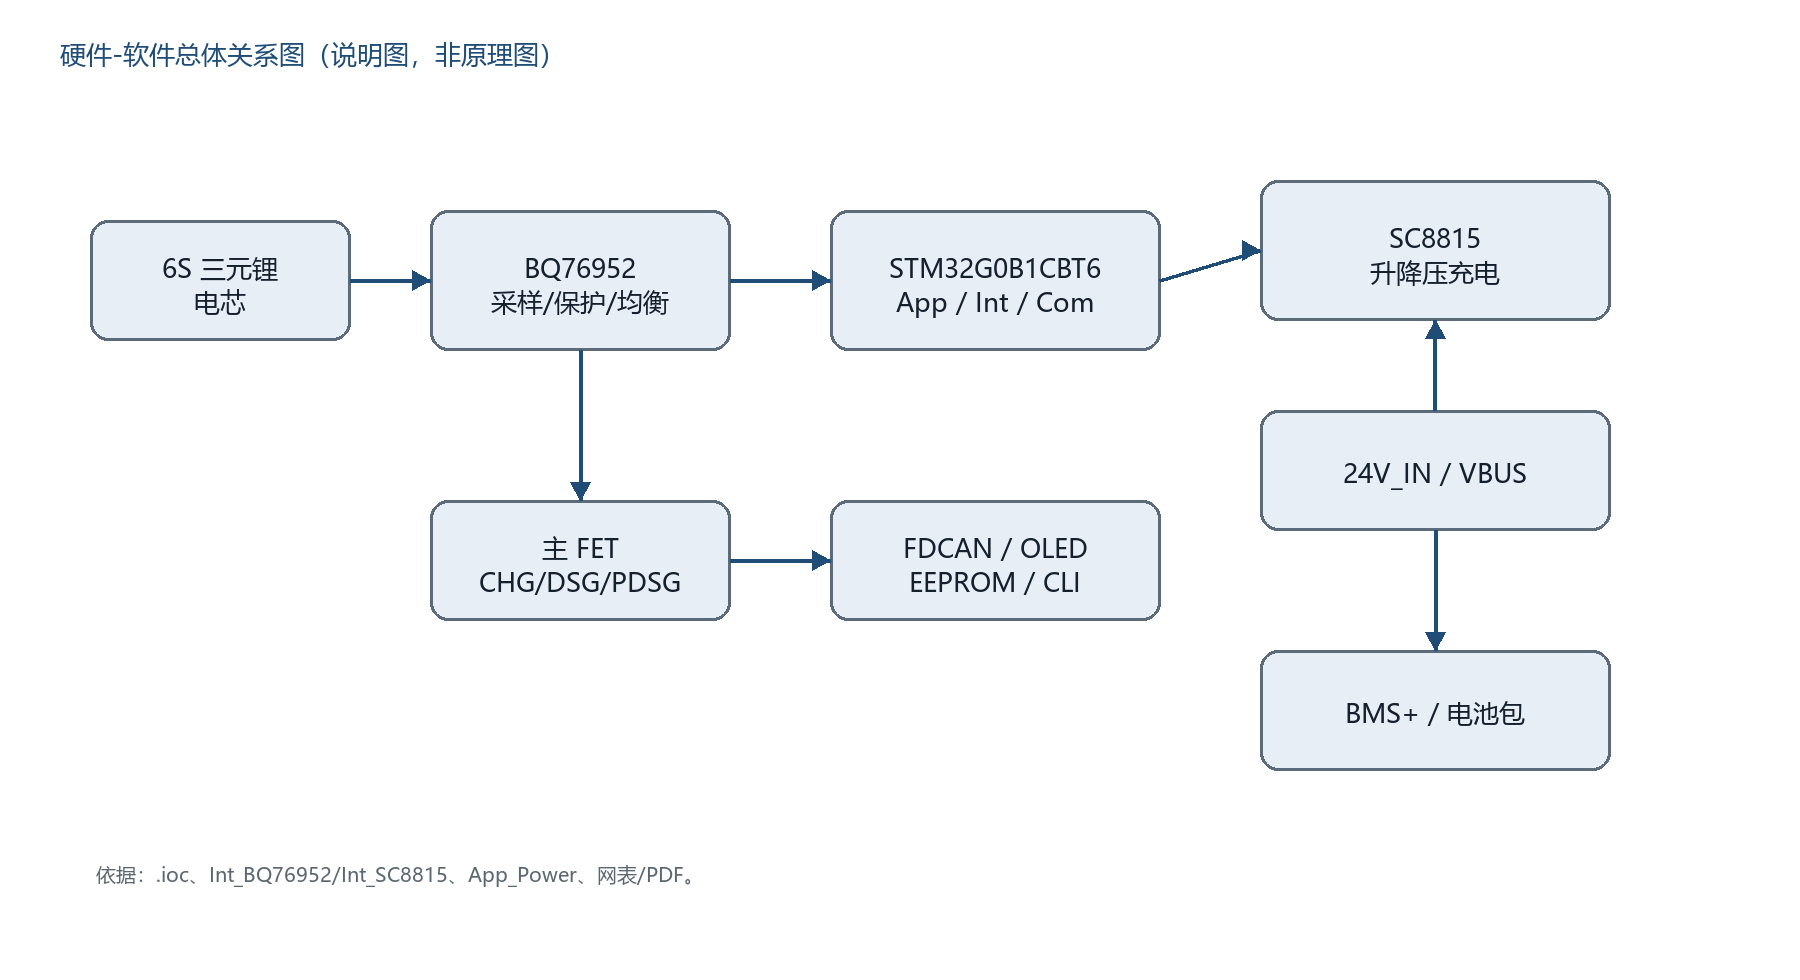 硬件-软件总体关系图（说明图，非原理图）
6S 三元锂
电芯
BQ76952
采样/保护/均衡
STM32G0B1CBT6
App / Int / Com
SC8815
升降压充电
24V_IN / VBUS
主 FET
CHG/DSG/PDSG
FDCAN / OLED
EEPROM / CLI
BMS+ / 电池包
依据：.ioc、Int_BQ76952/Int_SC8815、App_Power、网表/PDF。